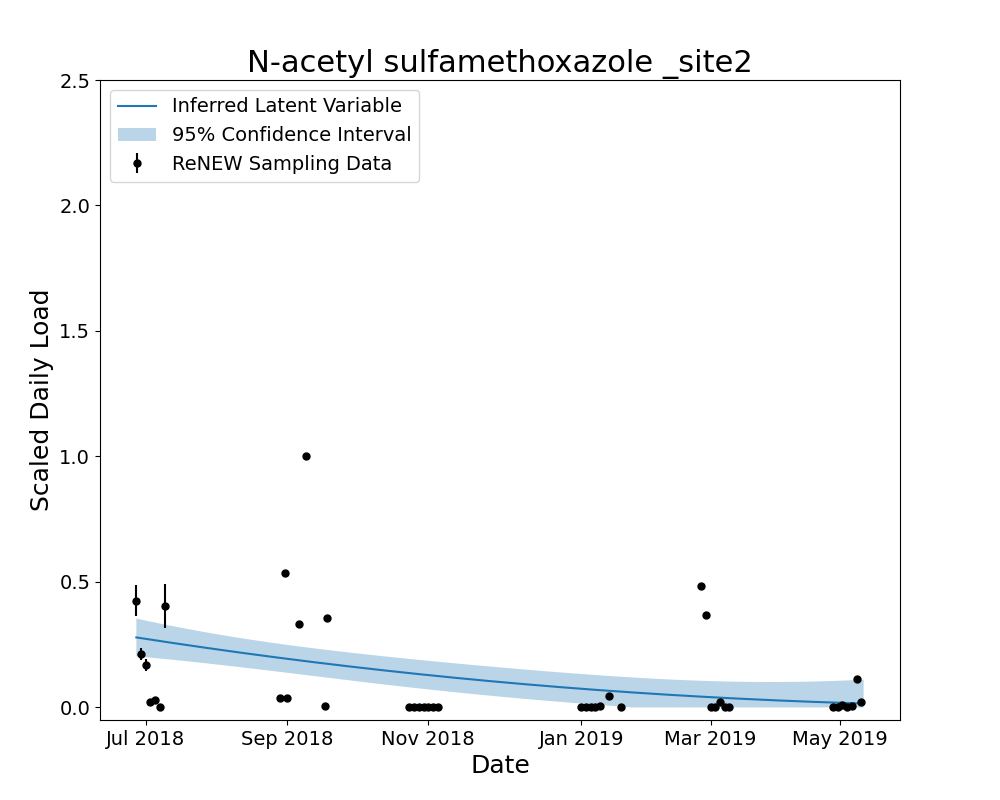 N-acetyl sulfamethoxazole _site2
2.5
Inferred Latent Variable
95% Confidence Interval
ReNEW Sampling Data
2.0
1.5
1.0
0.5
0.0
Scaled Daily Load
Jul 2018
Sep 2018
Nov 2018
Jan 2019
Mar 2019
May 2019
Date